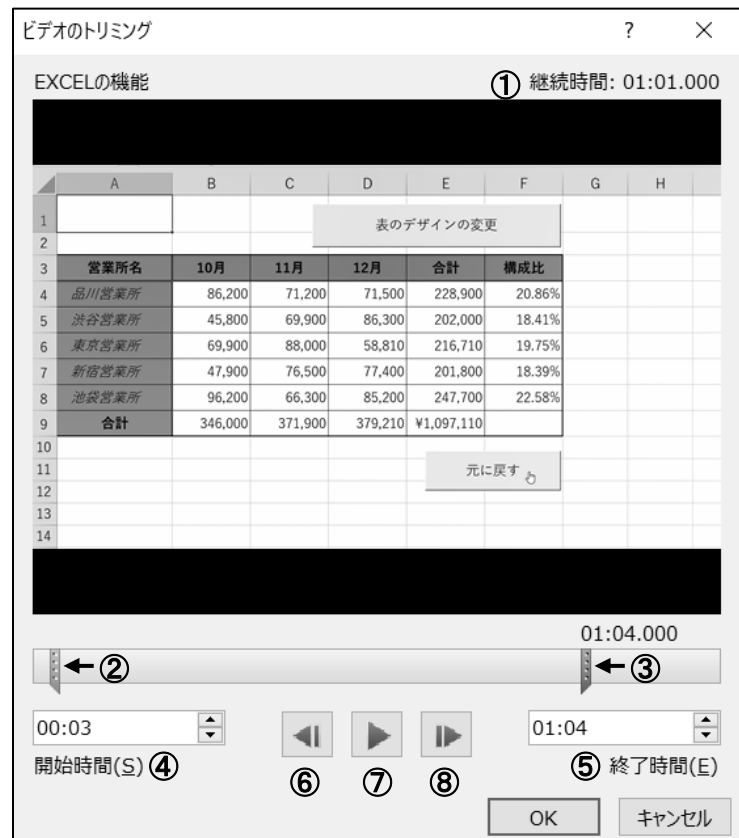 ビデオのトリミング ? ×
EXCELの機能 ① 継続時間: 01:01.000
A B C D E F G H
1 表のデザインの変更
2
3 営業所名 10月 11月 12月 合計 構成比
4 品川営業所 86,200 71,200 71,500 228,900 20.86%
5 渋谷営業所 45,800 69,900 86,300 202,000 18.41%
6 東京営業所 69,900 88,000 58,810 216,710 19.75%
7 新宿営業所 47,900 76,500 77,400 201,800 18.39%
8 池袋営業所 96,200 66,300 85,200 247,700 22.58%
9 合計 346,000 371,900 379,210 ¥1,097,110
10
11 元に戻す
12
13
14
01:04.000
② ③
00:03 01:04
開始時間(S) ④ ⑥ ⑦ ⑧ ⑤ 終了時間(E)
OK キャンセル